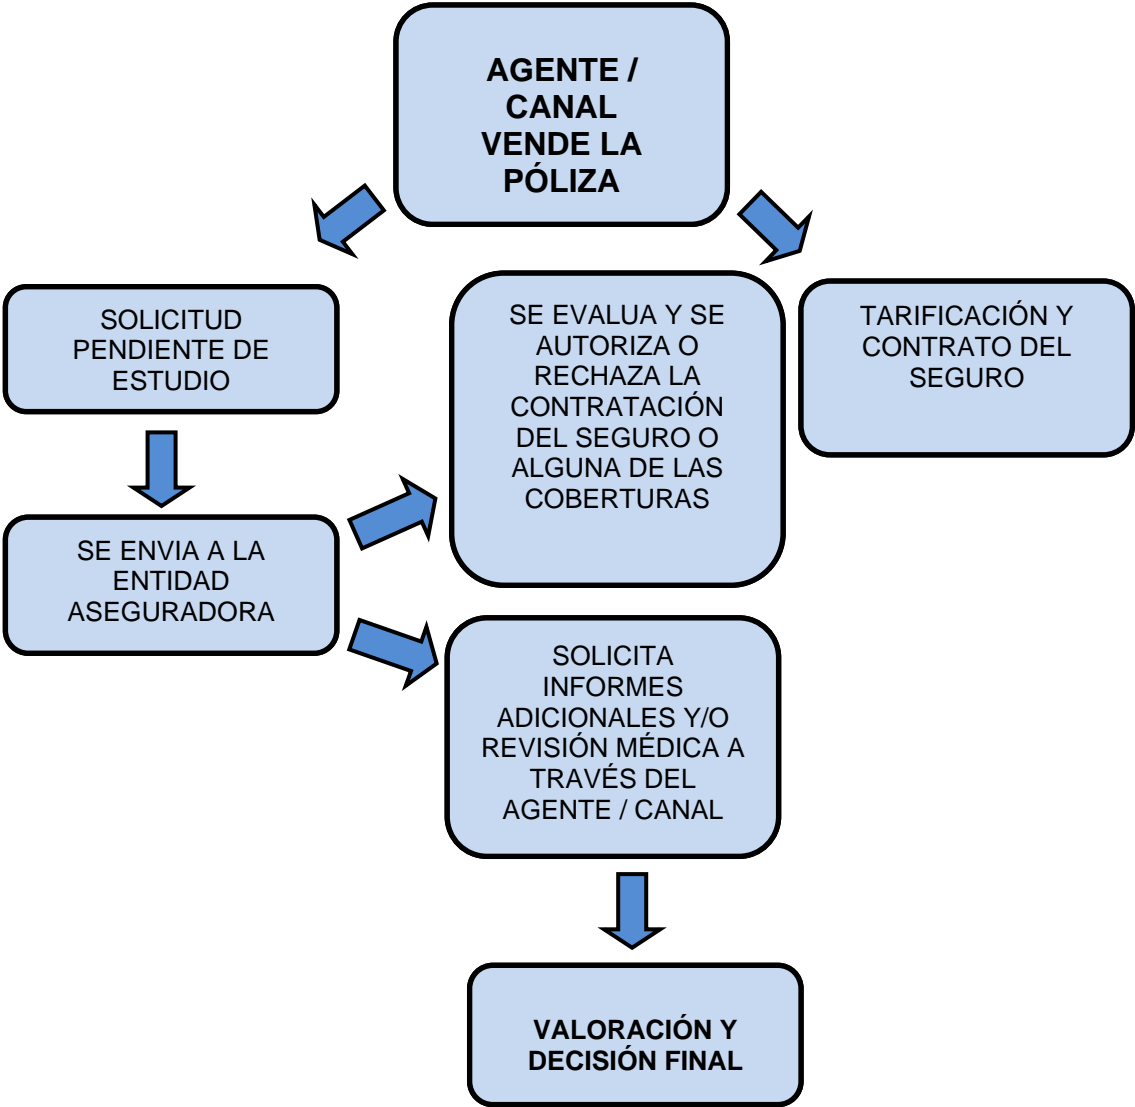 AGENTE /
CANAL
VENDE LA
PÓLIZA
SOLICITUD
PENDIENTE DE
ESTUDIO
SE EVALUA Y SE
AUTORIZA O
RECHAZA LA
CONTRATACIÓN
DEL SEGURO O
ALGUNA DE LAS
COBERTURAS
TARIFICACIÓN Y
CONTRATO DEL
SEGURO
SE ENVIA A LA
ENTIDAD
ASEGURADORA
SOLICITA
INFORMES
ADICIONALES Y/O
REVISIÓN MÉDICA A
TRAVÉS DEL
AGENTE / CANAL
VALORACIÓN Y
DECISIÓN FINAL